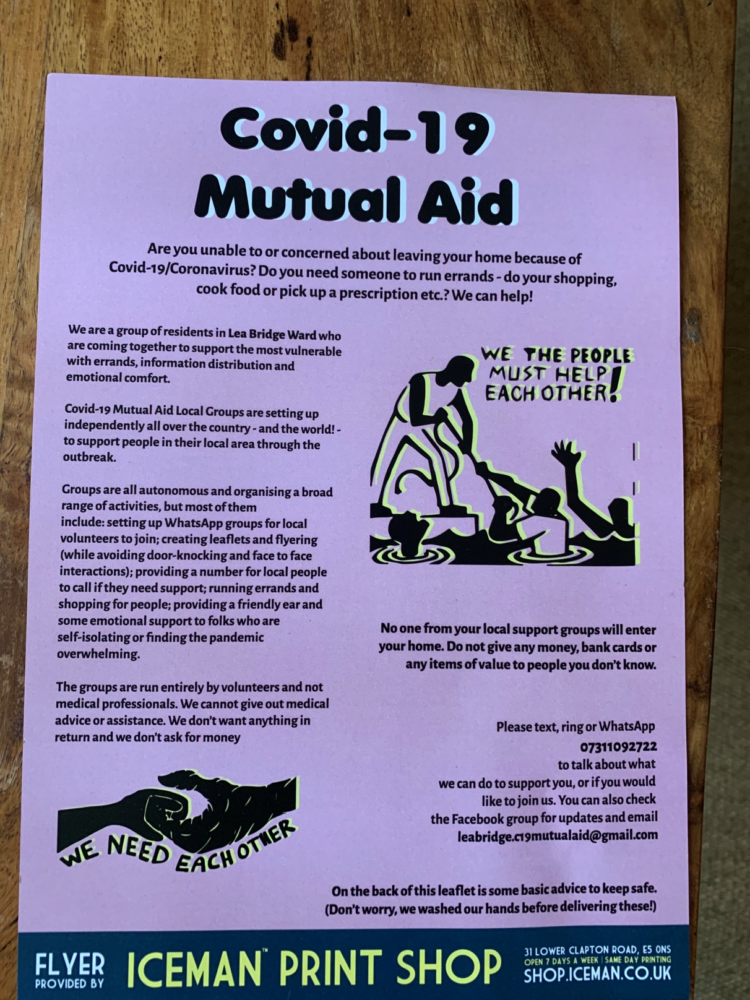 Covid-19
Mutual Aid
Are you unable to or concerned about leaving your home because of
Covid-19/Coronavirus? Do you need someone to run errands - do your shopping,
cook food or pick up a prescription etc.? We can help!
We are a group of residents in Lea Bridge Ward who
are coming together to support the most vulnerable
with errands, information distribution and
emotional comfort.
Covid-19 Mutual Aid Local Groups are setting up
independently all over the country - and the world! -
to support people in their local area through the
outbreak.
Groups are all autonomous and organising a broad
range of activities, but most of them
include: setting up WhatsApp groups for local
volunteers to join; creating leaflets and flyering
(while avoiding door-knocking and face to face
interactions); providing a number for local people
to call if they need support; running errands and
shopping for people; providing a friendly ear and
some emotional support to folks who are
self-isolating or finding the pandemic
overwhelming.
The groups are run entirely by volunteers and not
medical professionals. We cannot give out medical
advice or assistance. We don't want anything in
return and we don't ask for money
WE NEED EACH OTHER
WE THE PEOPLE
MUST HELP
EACH OTHER!
No one from your local support groups will enter
your home. Do not give any money, bank cards or
any items of value to people you don't know.
Please text, ring or WhatsApp
07311092722
to talk about what
we can do to support you, or if you would
like to join us. You can also check
the Facebook group for updates and email
leabridge.c19mutualaid@gmail.com
On the back of this leaflet is some basic advice to keep safe.
(Don't worry, we washed our hands before delivering these!)
FLYER
PROVIDED BY
ICEMAN™ PRINT SHOP
31 LOWER CLAPTON ROAD, E5 0NS
OPEN 7 DAYS A WEEK | SAME DAY PRINTING
SHOP.ICEMAN.CO.UK